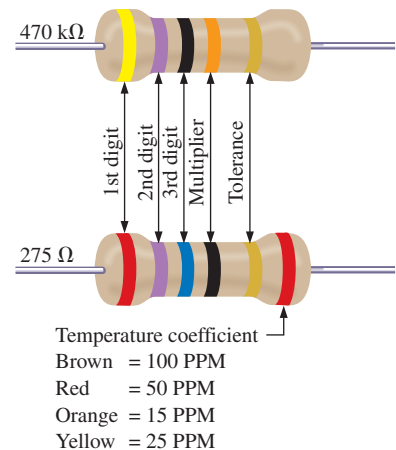 470 kΩ
1st digit
2nd digit
3rd digit
Multiplier
Tolerance
275 Ω
Temperature coefficient
Brown = 100 PPM
Red = 50 PPM
Orange = 15 PPM
Yellow = 25 PPM